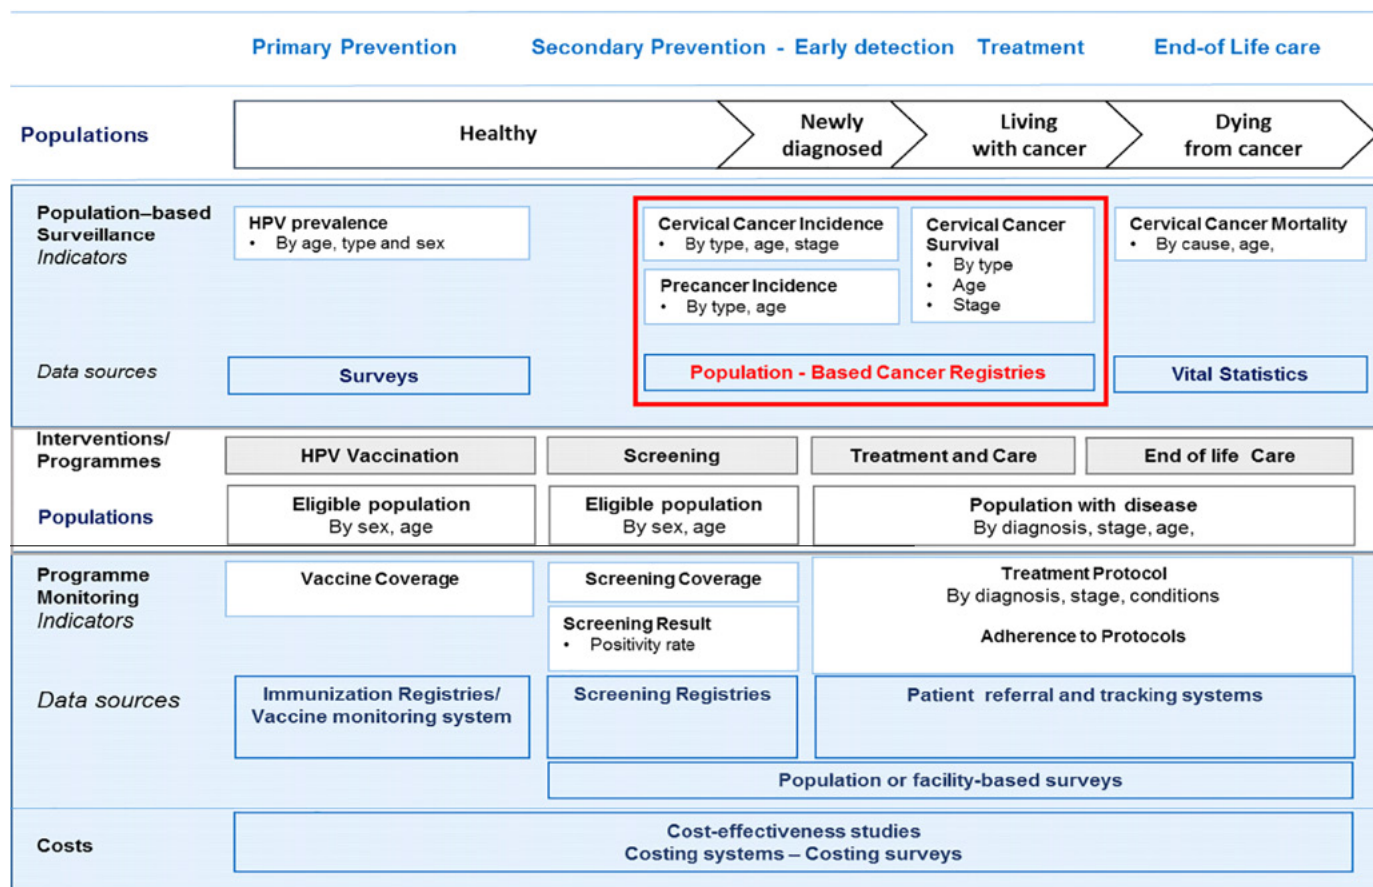 Primary Prevention
Secondary Prevention - Early detection
Treatment
End-of Life care
Populations
Healthy
Newly
diagnosed
Living
with cancer
Dying
from cancer
Population–based
Surveillance
Indicators
HPV prevalence
• By age, type and sex
Cervical Cancer Incidence
• By type, age, stage
Precancer Incidence
• By type, age
Cervical Cancer
Survival
• By type
• Age
• Stage
Cervical Cancer Mortality
• By cause, age,
Data sources
Surveys
Population - Based Cancer Registries
Vital Statistics
Interventions/
Programmes
HPV Vaccination
Screening
Treatment and Care
End of life Care
Populations
Eligible population
By sex, age
Eligible population
By sex, age
Population with disease
By diagnosis, stage, age,
Programme
Monitoring
Indicators
Vaccine Coverage
Screening Coverage
Screening Result
• Positivity rate
Treatment Protocol
By diagnosis, stage, conditions
Adherence to Protocols
Data sources
Immunization Registries/
Vaccine monitoring system
Screening Registries
Patient referral and tracking systems
Population or facility-based surveys
Costs
Cost-effectiveness studies
Costing systems – Costing surveys